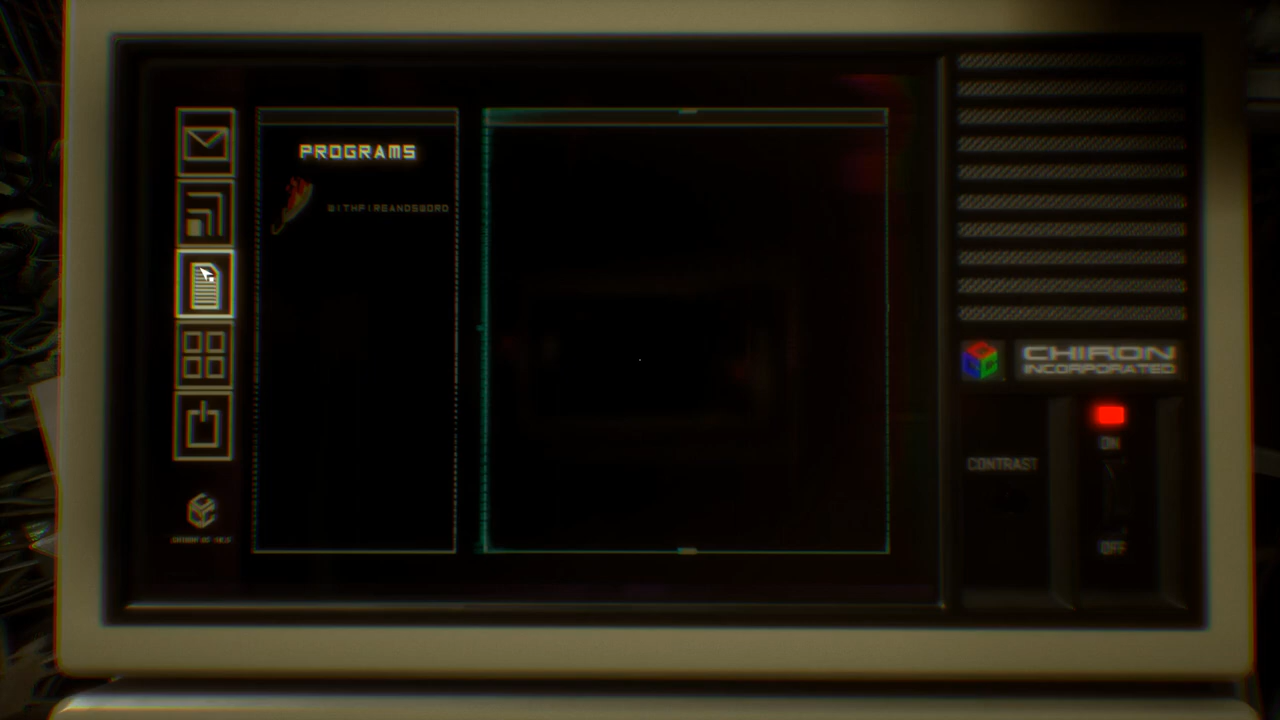 PROGRAMS
WITHFIREANDSWORD
CHIRON
INCORPORATED
CONTRAST
ON
OFF